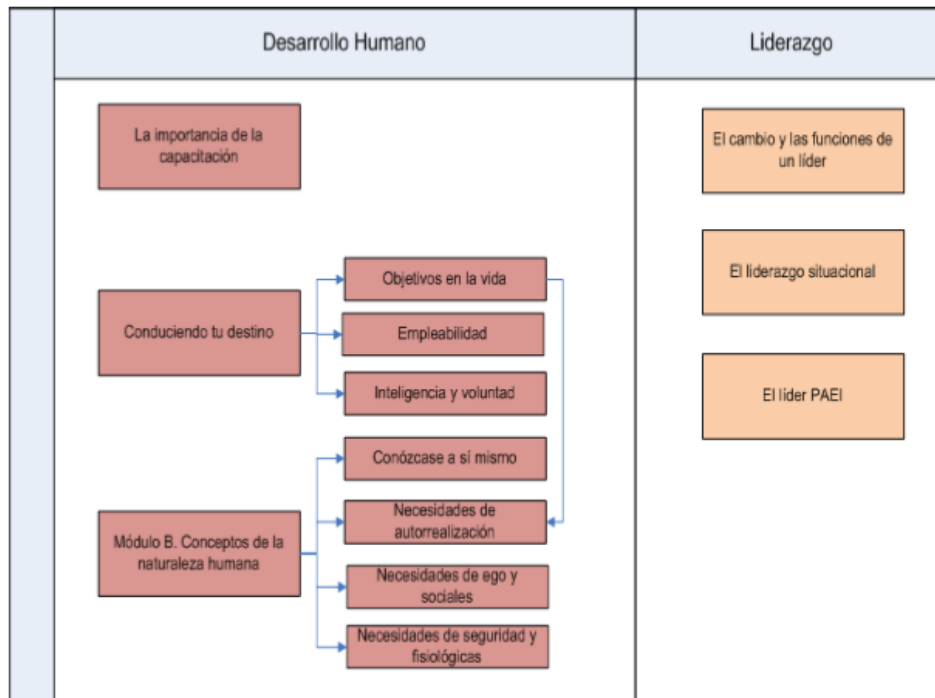 Desarrollo Humano
Liderazgo
La importancia de la
capacitación
Conduciendo tu destino
Objetivos en la vida
Empleabilidad
Inteligencia y voluntad
Módulo B. Conceptos de la
naturaleza humana
Conózcase a sí mismo
Necesidades de
autorrealización
Necesidades de ego y
sociales
Necesidades de seguridad y
fisiológicas
El cambio y las funciones de
un líder
El liderazgo situacional
El líder PAEI